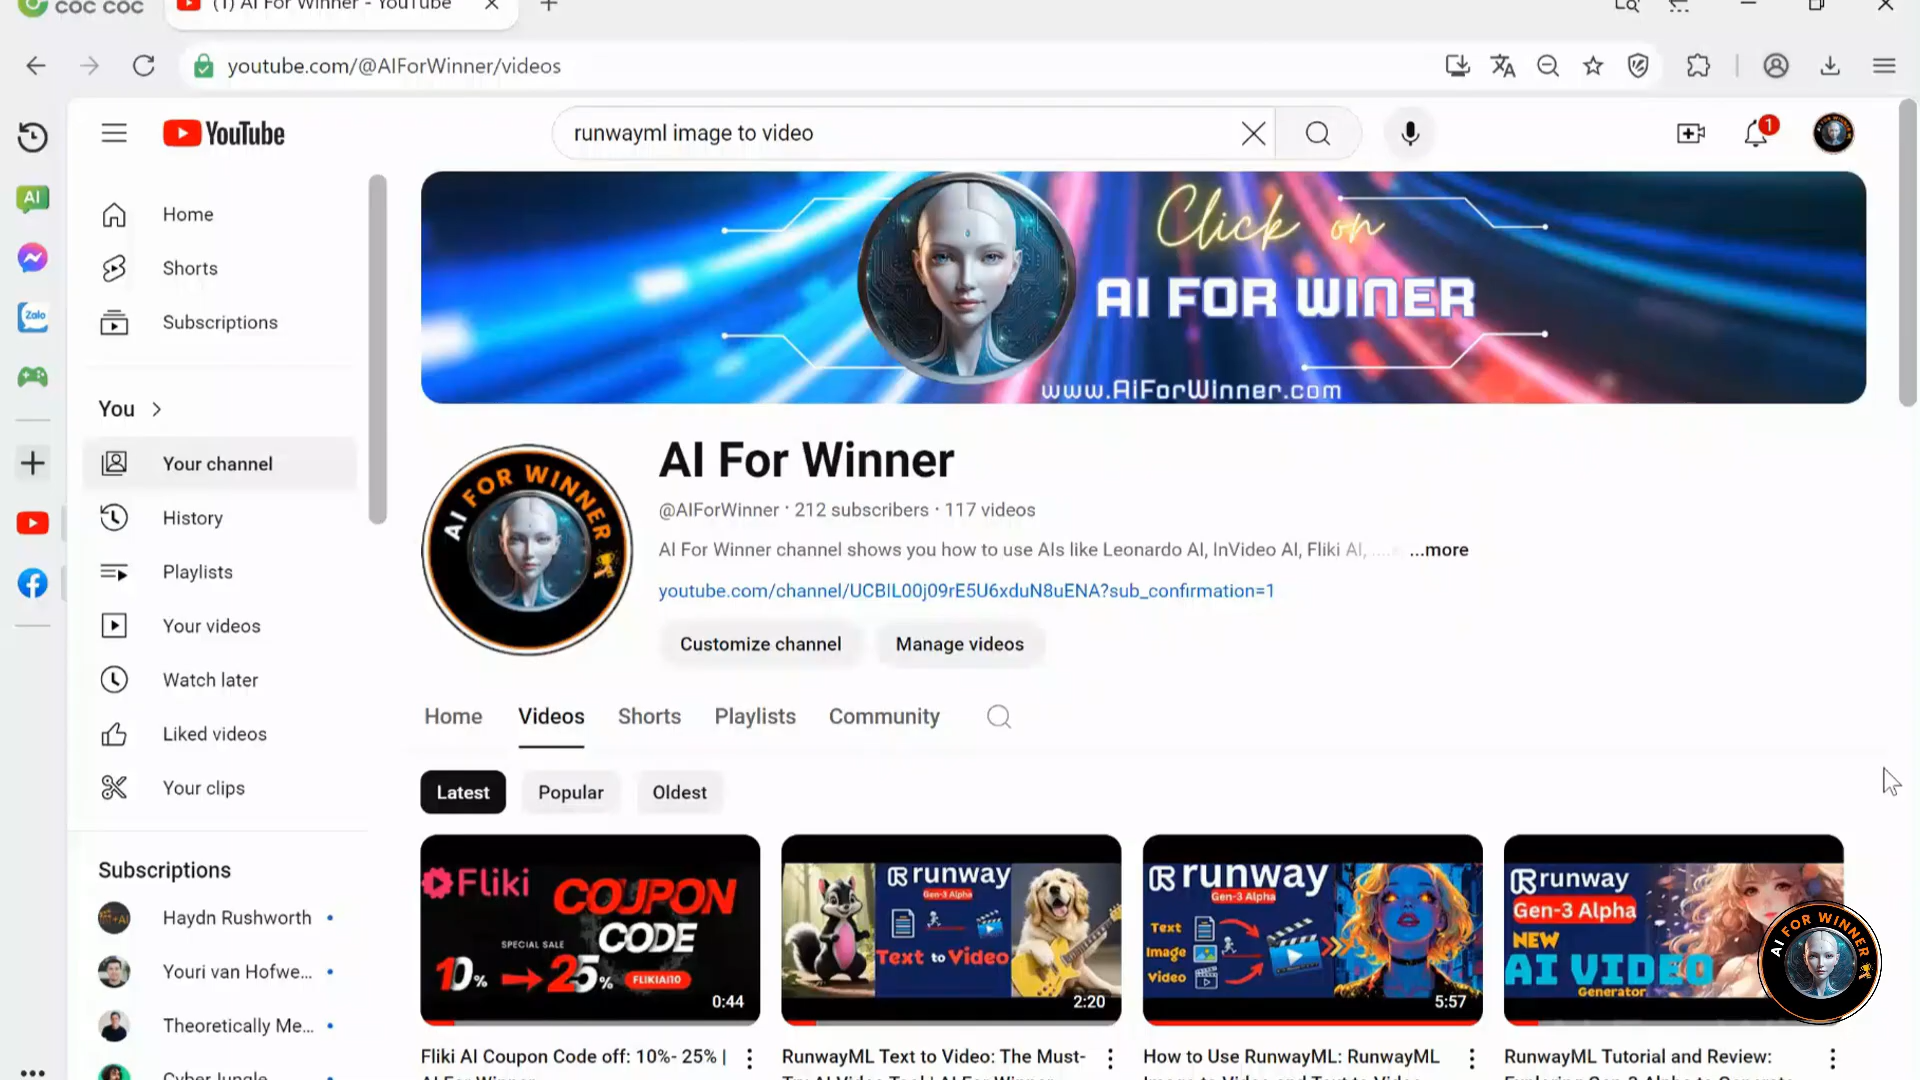 CỐC CỐC
(1) AI For Winner - YouTube
youtube.com/@AIForWinner/videos
AI
Zalo
YouTube
runwayml image to video
1
Home
Shorts
Subscriptions
You
Your channel
History
Playlists
Your videos
Watch later
Liked videos
Your clips
Subscriptions
Haydn Rushworth
Youri van Hofwe...
Theoretically Me...
Cyber Jungle
Click on
AI FOR WINER
www.AiForWinner.com
AI FOR WINNER
AI For Winner
@AIForWinner · 212 subscribers · 117 videos
AI For Winner channel shows you how to use AIs like Leonardo AI, InVideo AI, Fliki AI, ...more
youtube.com/channel/UCBIL00j09rE5U6xduN8uENA?sub_confirmation=1
Customize channel
Manage videos
Home
Videos
Shorts
Playlists
Community
Latest
Popular
Oldest
Fliki
COUPON
CODE
SPECIAL SALE
10% 25%
FLIKIAI10
0:44
runway
Gen-3 Alpha
Text to Video
2:20
runway
Gen-3 Alpha
Text
Image
Video
5:57
runway
Gen-3 Alpha
NEW
AI VIDEO
Generator
AI FOR WINNER
Fliki AI Coupon Code off: 10%- 25% |
AI For Winner
RunwayML Text to Video: The Must-
Try AI Video Tool | AI For Winner
How to Use RunwayML: RunwayML
Image to Video and Text to Video
RunwayML Tutorial and Review:
Exploring Gen-3 Alpha to Generate